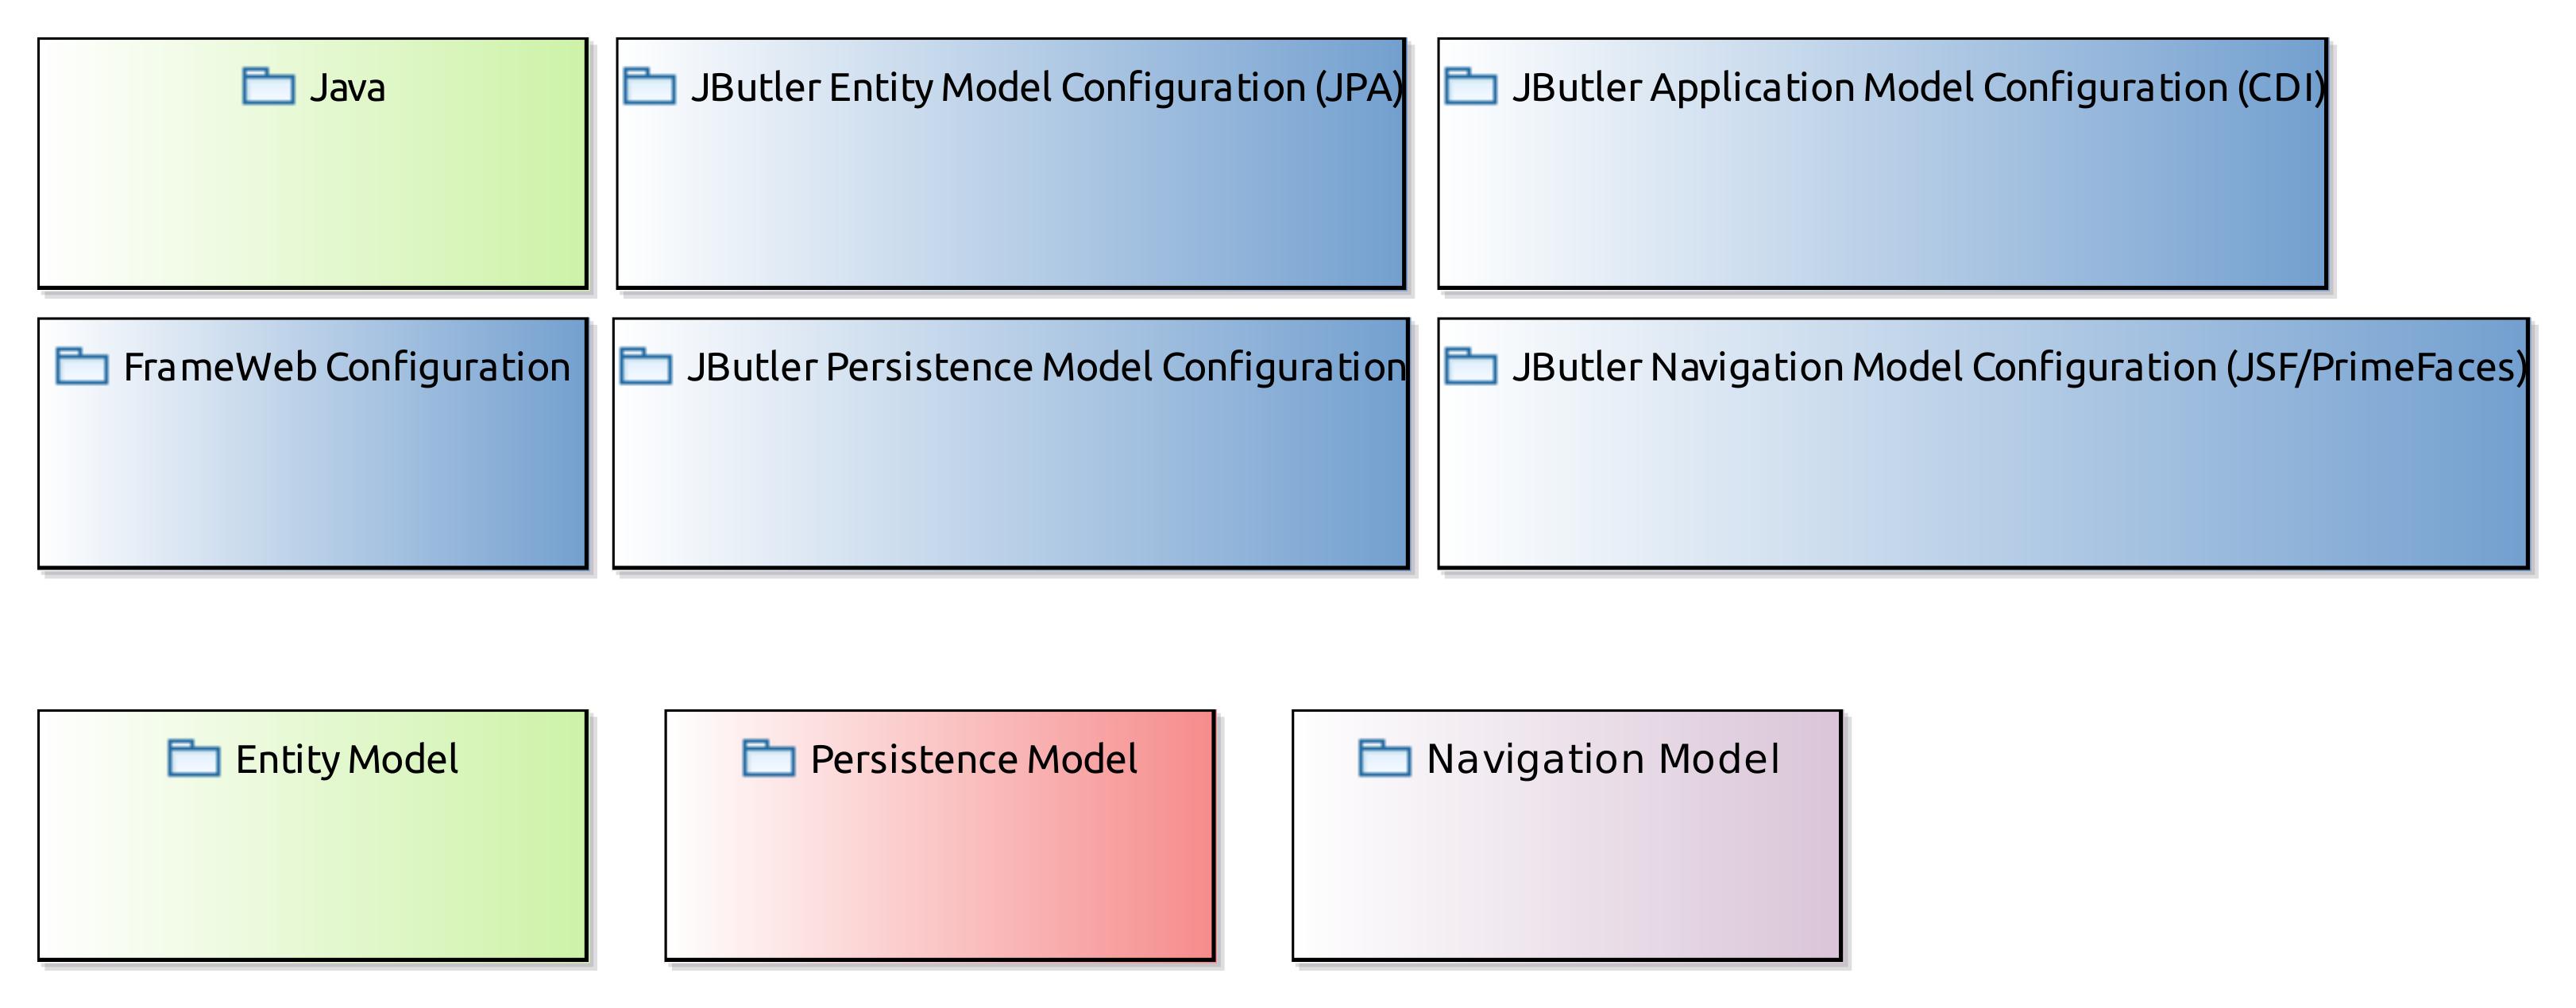 Java
JButler Entity Model Configuration (JPA)
JButler Application Model Configuration (CDI)
FrameWeb Configuration
JButler Persistence Model Configuration
JButler Navigation Model Configuration (JSF/PrimeFaces)
Entity Model
Persistence Model
Navigation Model